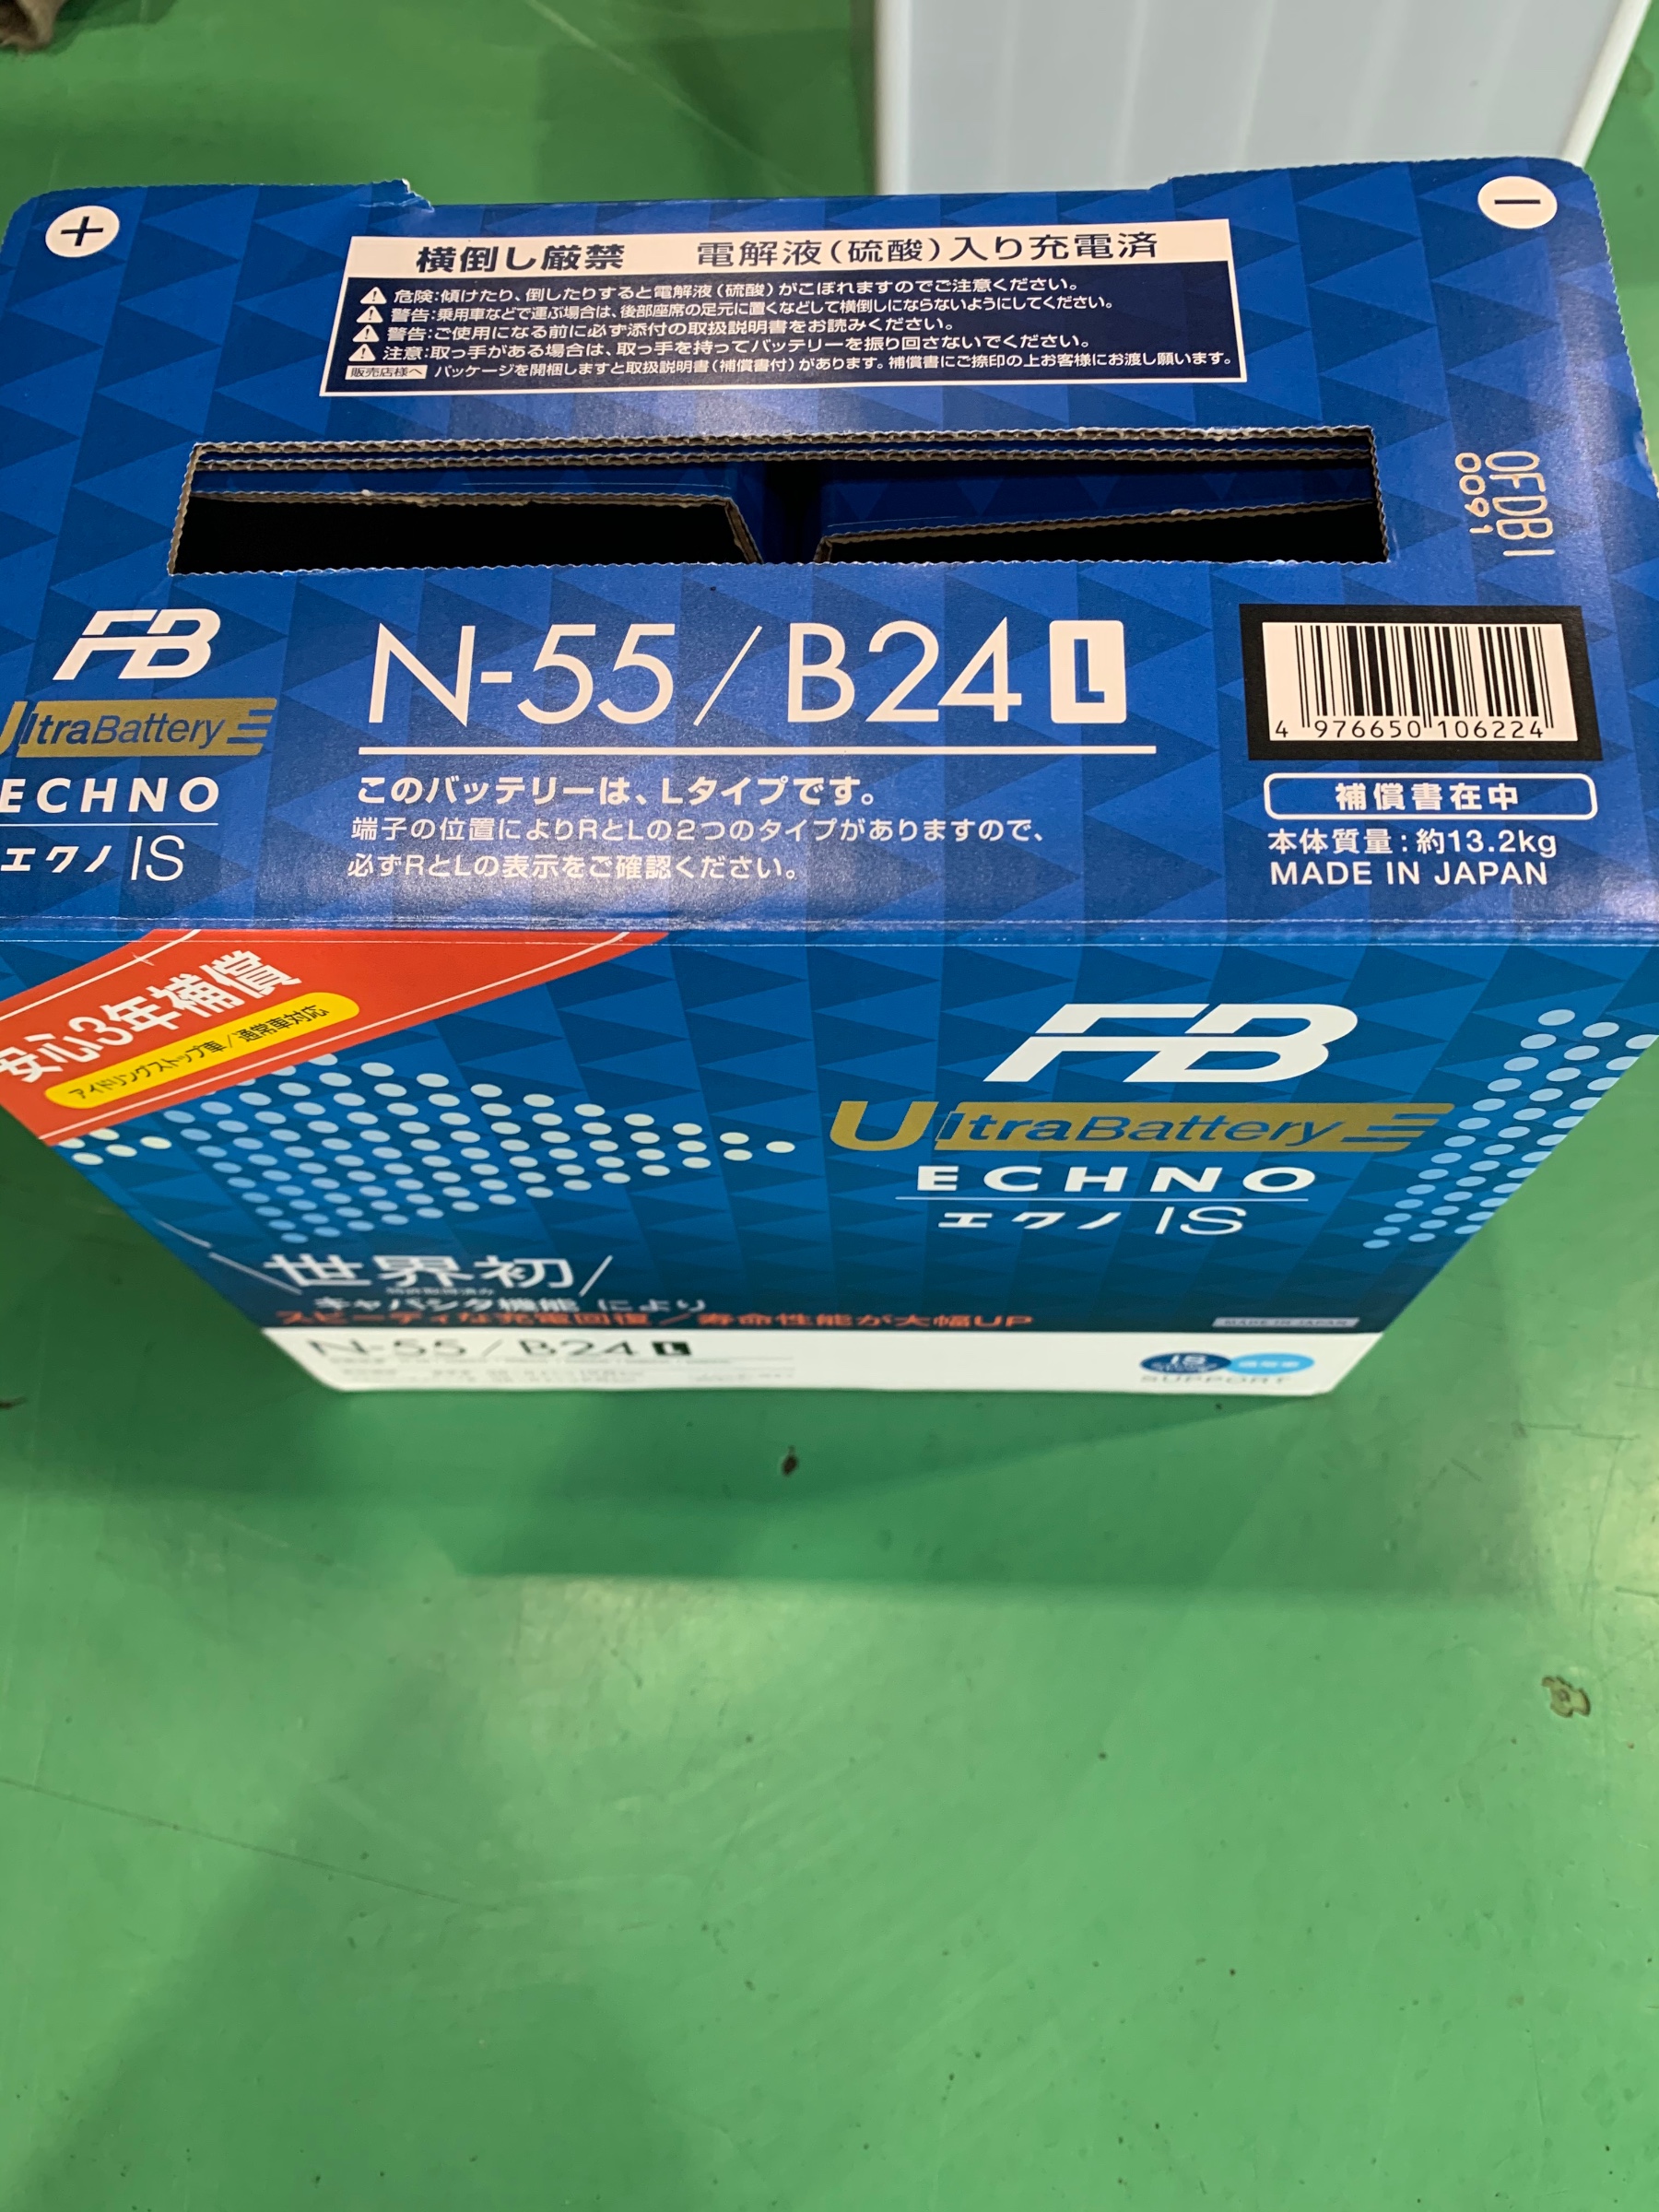 +
−
横倒し厳禁 電解液(硫酸)入り充電済
危険:傾けたり、倒したりすると電解液(硫酸)がこぼれますのでご注意ください。
警告:乗用車などで運ぶ場合は、後部座席の足元に置くなどして横倒しにならないようにしてください。
警告:ご使用になる前に必ず添付の取扱説明書をお読みください。
注意:取っ手がある場合は、取っ手を持ってバッテリーを振り回さないでください。
販売店様へ パッケージを開梱しますと取扱説明書(補償書付)があります。補償書にご捺印の上お客様にお渡し願います。
0FDB1
0091
FB
UltraBattery
ECHNO
エクノ IS
N-55/B24 L
このバッテリーは、Lタイプです。
端子の位置によりRとLの2つのタイプがありますので、
必ずRとLの表示をご確認ください。
4 976650 106224
補償書在中
本体質量:約13.2kg
MADE IN JAPAN
安心3年補償
アイドリングストップ車/通常車対応
FB
UltraBattery
ECHNO
エクノ IS
世界初
キャパシタ機能 により
スピーディな充電回復/寿命性能が大幅UP
MADE IN JAPAN
N-55/B24 L
IS
SUPPORT